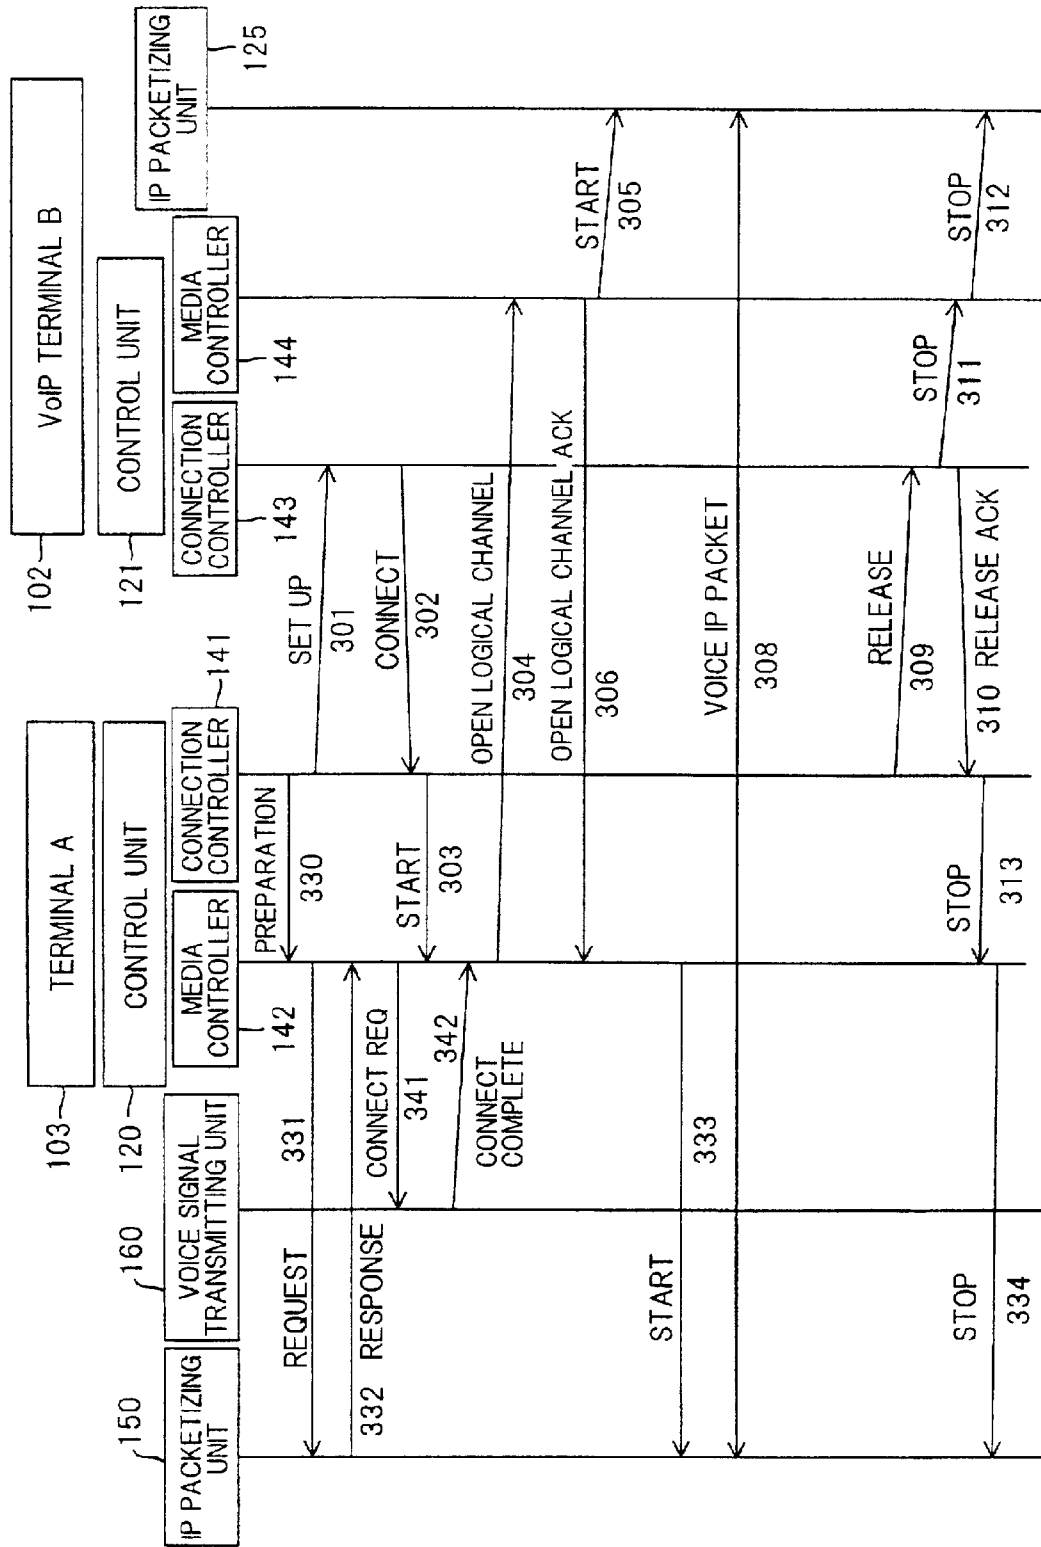 TERMINAL A
103
CONTROL UNIT
120
VoIP TERMINAL B
102
CONTROL UNIT
121
150
IP PACKETIZING
UNIT
160
VOICE SIGNAL
TRANSMITTING UNIT
MEDIA
CONTROLLER
142
CONNECTION
CONTROLLER
141
CONNECTION
CONTROLLER
143
MEDIA
CONTROLLER
144
IP PACKETIZING
UNIT
125
PREPARATION
330
REQUEST
331
SET UP
301
332 RESPONSE
CONNECT REQ
341
CONNECT
302
START
303
342
CONNECT
COMPLETE
OPEN LOGICAL CHANNEL
304
OPEN LOGICAL CHANNEL ACK
306
START
305
START
333
VOICE IP PACKET
308
RELEASE
309
STOP
311
310 RELEASE ACK
STOP
312
STOP
313
STOP
334